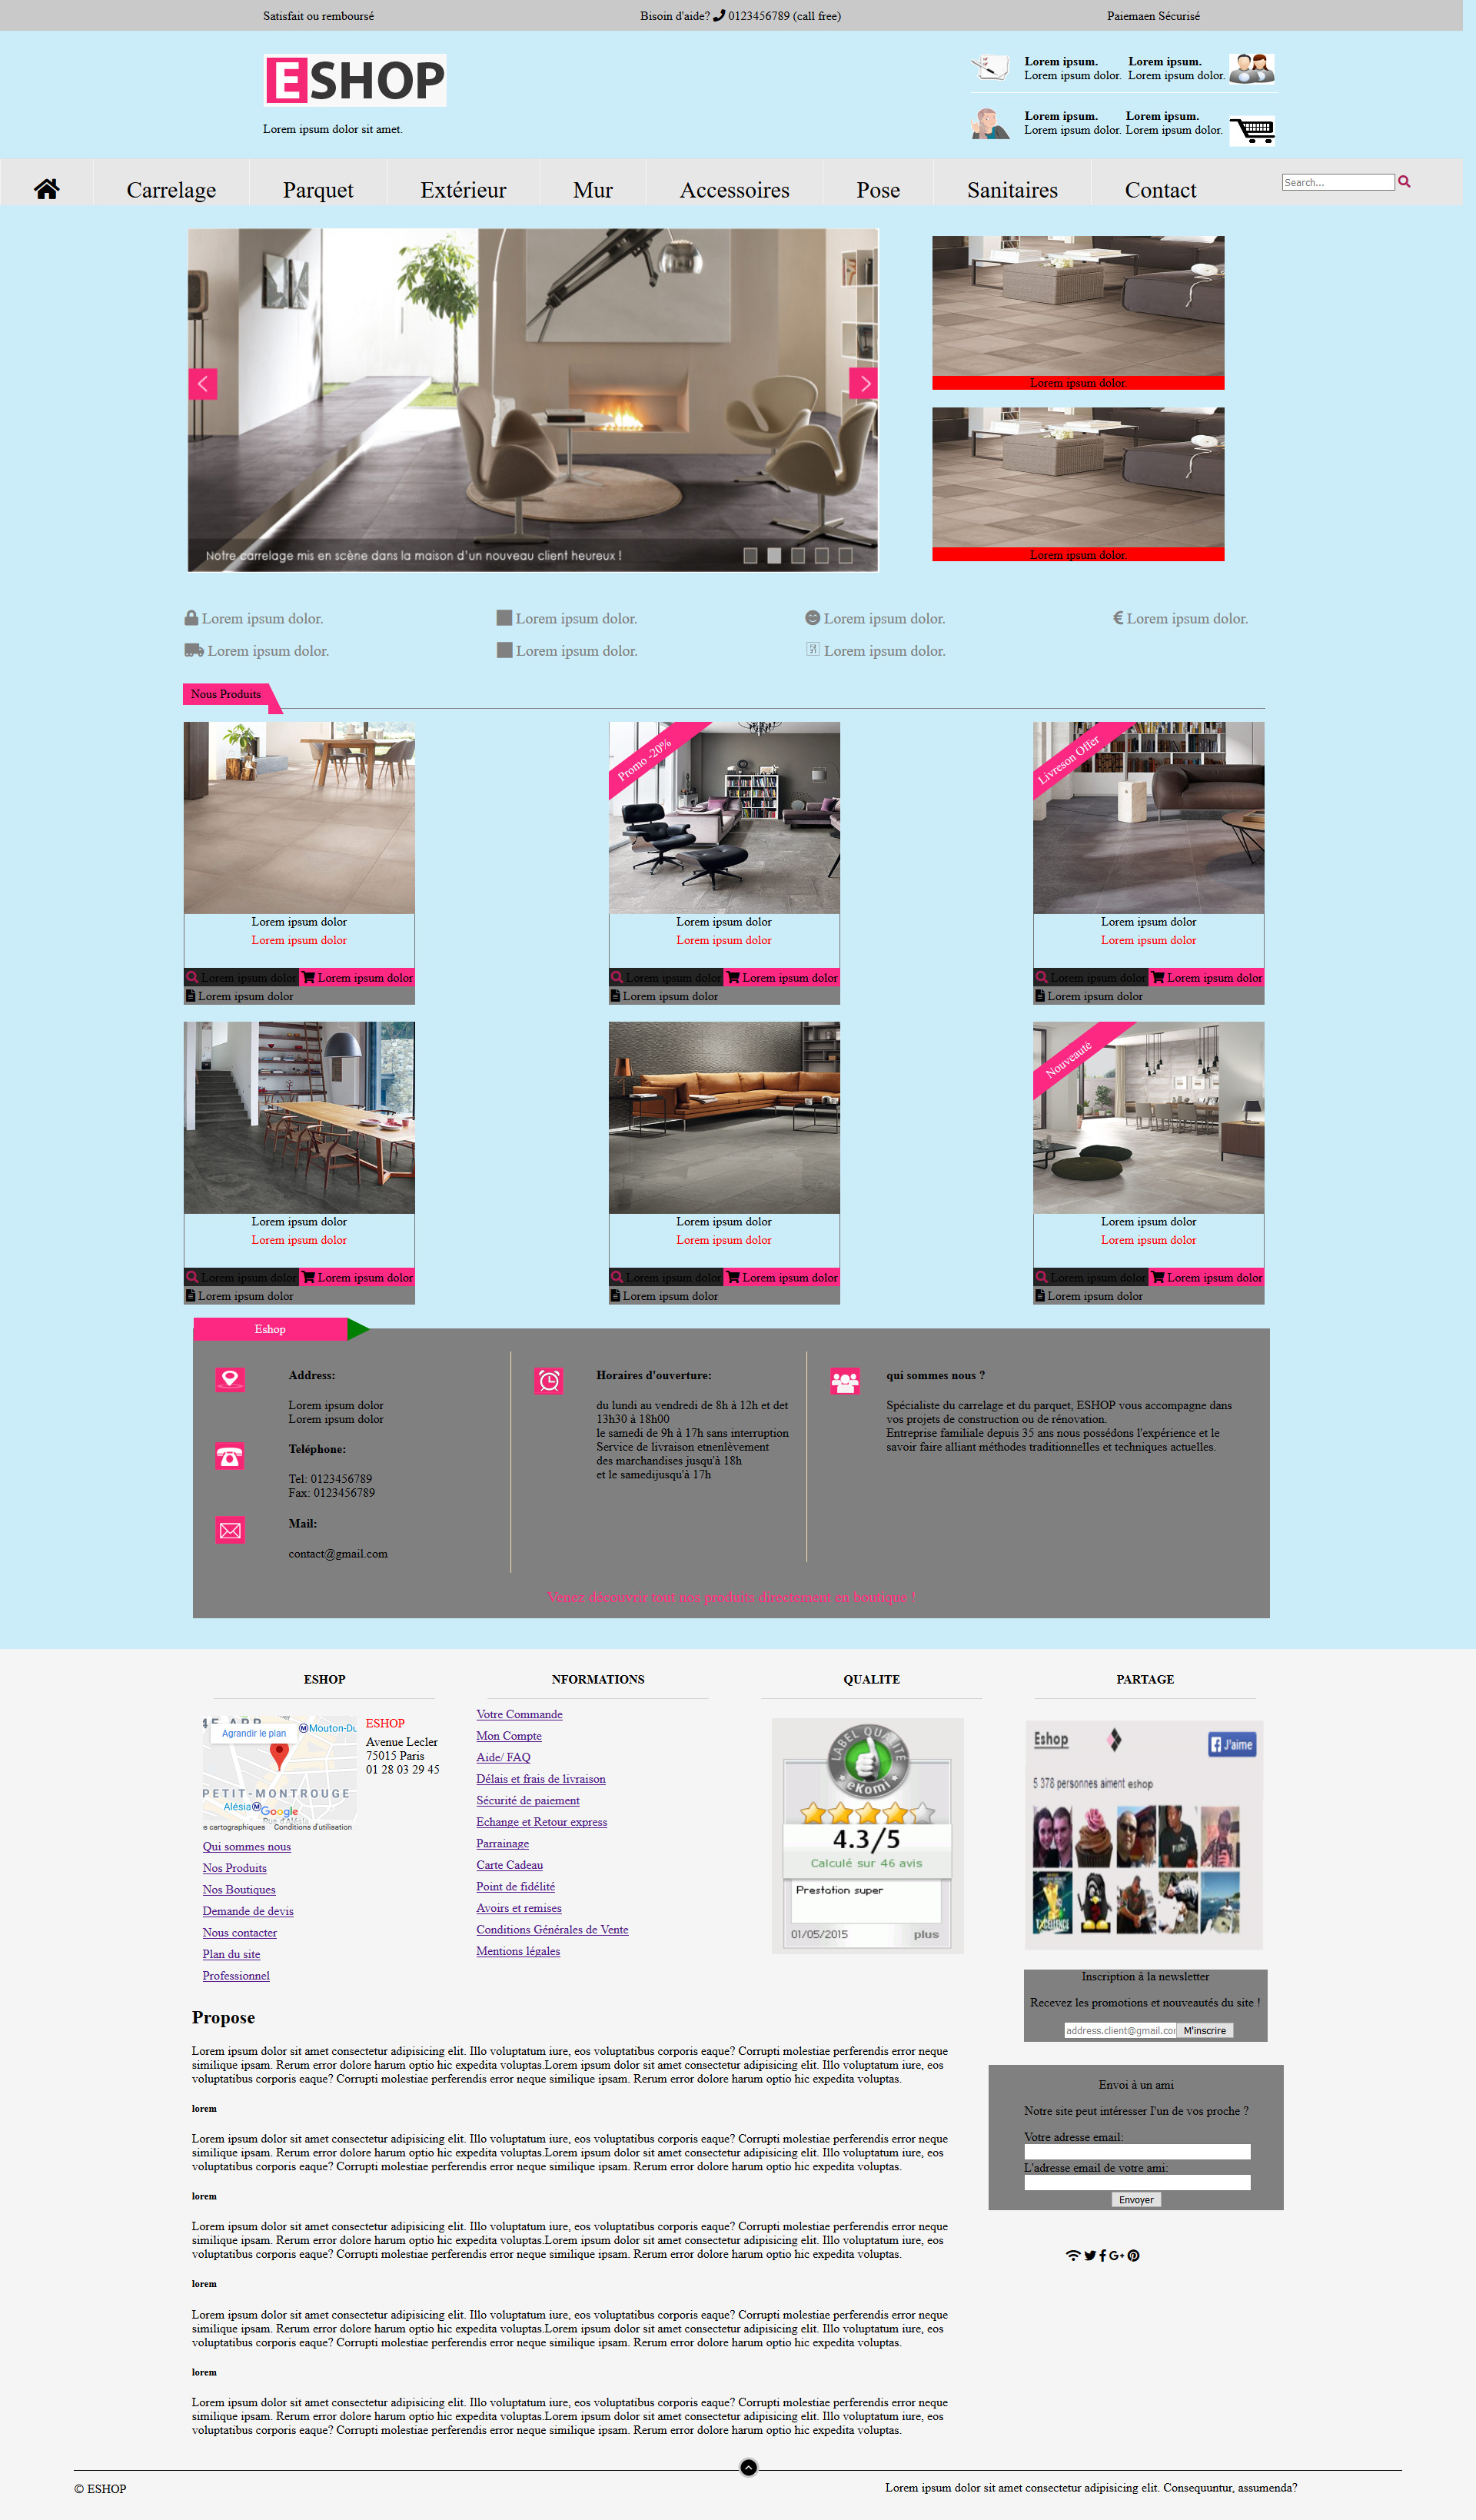 Satisfait ou remboursé
Bisoin d'aide? 0123456789 (call free)
Paiemaen Sécurisé
ESHOP
Lorem ipsum dolor sit amet.
Lorem ipsum. Lorem ipsum.
Lorem ipsum dolor. Lorem ipsum dolor.
Lorem ipsum. Lorem ipsum.
Lorem ipsum dolor. Lorem ipsum dolor.
Carrelage Parquet Extérieur Mur Accessoires Pose Sanitaires Contact
Search...
Notre carrelage mis en scène dans la maison d'un nouveau client heureux !
Lorem ipsum dolor.
Lorem ipsum dolor.
Lorem ipsum dolor. Lorem ipsum dolor. Lorem ipsum dolor. € Lorem ipsum dolor.
Lorem ipsum dolor. Lorem ipsum dolor. Lorem ipsum dolor.
Nous Produits
Promo -20%
Livreson Offer
Lorem ipsum dolor Lorem ipsum dolor Lorem ipsum dolor
Lorem ipsum dolor Lorem ipsum dolor Lorem ipsum dolor
Lorem ipsum dolor Lorem ipsum dolor Lorem ipsum dolor Lorem ipsum dolor Lorem ipsum dolor Lorem ipsum dolor
Lorem ipsum dolor Lorem ipsum dolor Lorem ipsum dolor
Nouveauté
Lorem ipsum dolor Lorem ipsum dolor Lorem ipsum dolor
Lorem ipsum dolor Lorem ipsum dolor Lorem ipsum dolor
Lorem ipsum dolor Lorem ipsum dolor Lorem ipsum dolor Lorem ipsum dolor Lorem ipsum dolor Lorem ipsum dolor
Lorem ipsum dolor Lorem ipsum dolor Lorem ipsum dolor
Eshop
Address:
Lorem ipsum dolor
Lorem ipsum dolor
Teléphone:
Tel: 0123456789
Fax: 0123456789
Mail:
contact@gmail.com
Horaires d'ouverture:
du lundi au vendredi de 8h à 12h et det
13h30 à 18h00
le samedi de 9h à 17h sans interruption
Service de livraison etnenlèvement
des marchandises jusqu'à 18h
et le samedijusqu'à 17h
qui sommes nous ?
Spécialiste du carrelage et du parquet, ESHOP vous accompagne dans
vos projets de construction ou de rénovation.
Entreprise familiale depuis 35 ans nous possédons l'expérience et le
savoir faire alliant méthodes traditionnelles et techniques actuelles.
Venez découvrir tout nos produits directement en boutique !
ESHOP
Agrandir le plan
Mouton-Du
PETIT-MONTROUGE
Alésia
Google
s cartographiques Conditions d'utilisation
ESHOP
Avenue Lecler
75015 Paris
01 28 03 29 45
Qui sommes nous
Nos Produits
Nos Boutiques
Demande de devis
Nous contacter
Plan du site
Professionnel
NFORMATIONS
Votre Commande
Mon Compte
Aide/ FAQ
Délais et frais de livraison
Sécurité de paiement
Echange et Retour express
Parrainage
Carte Cadeau
Point de fidélité
Avoirs et remises
Conditions Générales de Vente
Mentions légales
QUALITE
LABEL QUALITÉ
eKomi
4.3/5
Calculé sur 46 avis
Prestation super
01/05/2015 plus
PARTAGE
Eshop
J'aime
5 378 personnes aiment eshop
Inscription à la newsletter
Recevez les promotions et nouveautés du site !
address.client@gmail.con M'inscrire
Envoi à un ami
Notre site peut intéresser I'un de vos proche ?
Votre adresse email:
L'adresse email de votre ami:
Envoyer
Propose
Lorem ipsum dolor sit amet consectetur adipisicing elit. Illo voluptatum iure, eos voluptatibus corporis eaque? Corrupti molestiae perferendis error neque
similique ipsam. Rerum error dolore harum optio hic expedita voluptas.Lorem ipsum dolor sit amet consectetur adipisicing elit. Illo voluptatum iure, eos
voluptatibus corporis eaque? Corrupti molestiae perferendis error neque similique ipsam. Rerum error dolore harum optio hic expedita voluptas.
lorem
Lorem ipsum dolor sit amet consectetur adipisicing elit. Illo voluptatum iure, eos voluptatibus corporis eaque? Corrupti molestiae perferendis error neque
similique ipsam. Rerum error dolore harum optio hic expedita voluptas.Lorem ipsum dolor sit amet consectetur adipisicing elit. Illo voluptatum iure, eos
voluptatibus corporis eaque? Corrupti molestiae perferendis error neque similique ipsam. Rerum error dolore harum optio hic expedita voluptas.
lorem
Lorem ipsum dolor sit amet consectetur adipisicing elit. Illo voluptatum iure, eos voluptatibus corporis eaque? Corrupti molestiae perferendis error neque
similique ipsam. Rerum error dolore harum optio hic expedita voluptas.Lorem ipsum dolor sit amet consectetur adipisicing elit. Illo voluptatum iure, eos
voluptatibus corporis eaque? Corrupti molestiae perferendis error neque similique ipsam. Rerum error dolore harum optio hic expedita voluptas.
lorem
Lorem ipsum dolor sit amet consectetur adipisicing elit. Illo voluptatum iure, eos voluptatibus corporis eaque? Corrupti molestiae perferendis error neque
similique ipsam. Rerum error dolore harum optio hic expedita voluptas.Lorem ipsum dolor sit amet consectetur adipisicing elit. Illo voluptatum iure, eos
voluptatibus corporis eaque? Corrupti molestiae perferendis error neque similique ipsam. Rerum error dolore harum optio hic expedita voluptas.
lorem
Lorem ipsum dolor sit amet consectetur adipisicing elit. Illo voluptatum iure, eos voluptatibus corporis eaque? Corrupti molestiae perferendis error neque
similique ipsam. Rerum error dolore harum optio hic expedita voluptas.Lorem ipsum dolor sit amet consectetur adipisicing elit. Illo voluptatum iure, eos
voluptatibus corporis eaque? Corrupti molestiae perferendis error neque similique ipsam. Rerum error dolore harum optio hic expedita voluptas.
© ESHOP
Lorem ipsum dolor sit amet consectetur adipisicing elit. Consequuntur, assumenda?